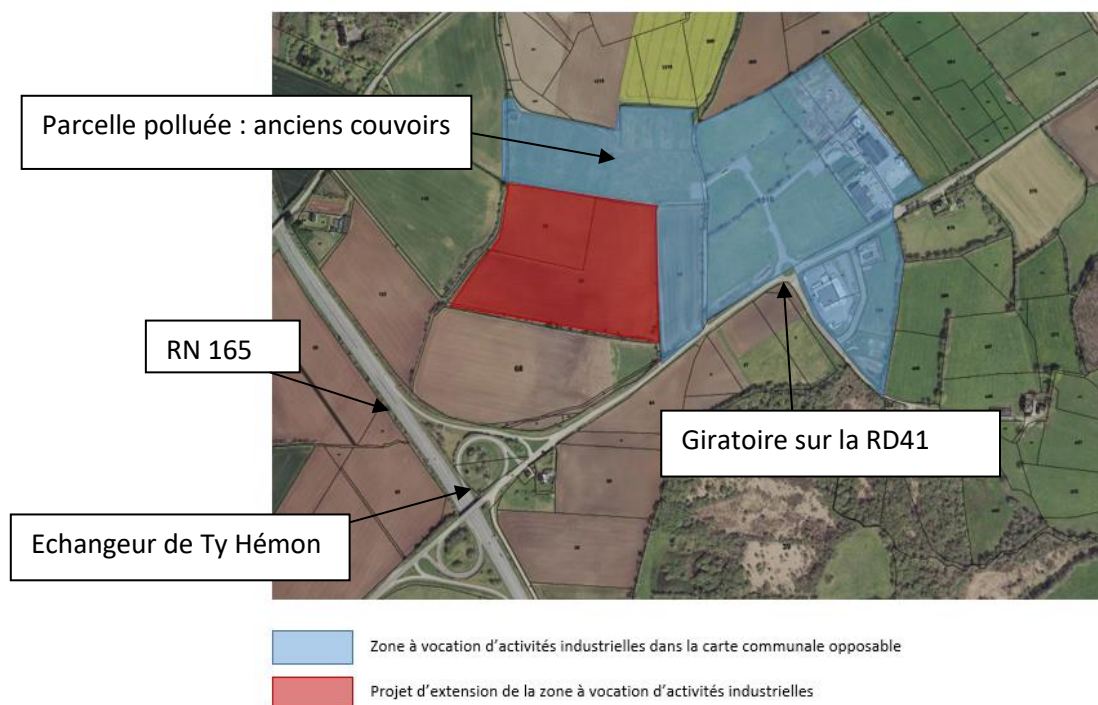 Parcelle polluée : anciens couvoirs
RN 165
Giratoire sur la RD41
Echangeur de Ty Hémon
68
Zone à vocation d'activités industrielles dans la carte communale opposable
Projet d'extension de la zone à vocation d'activités industrielles